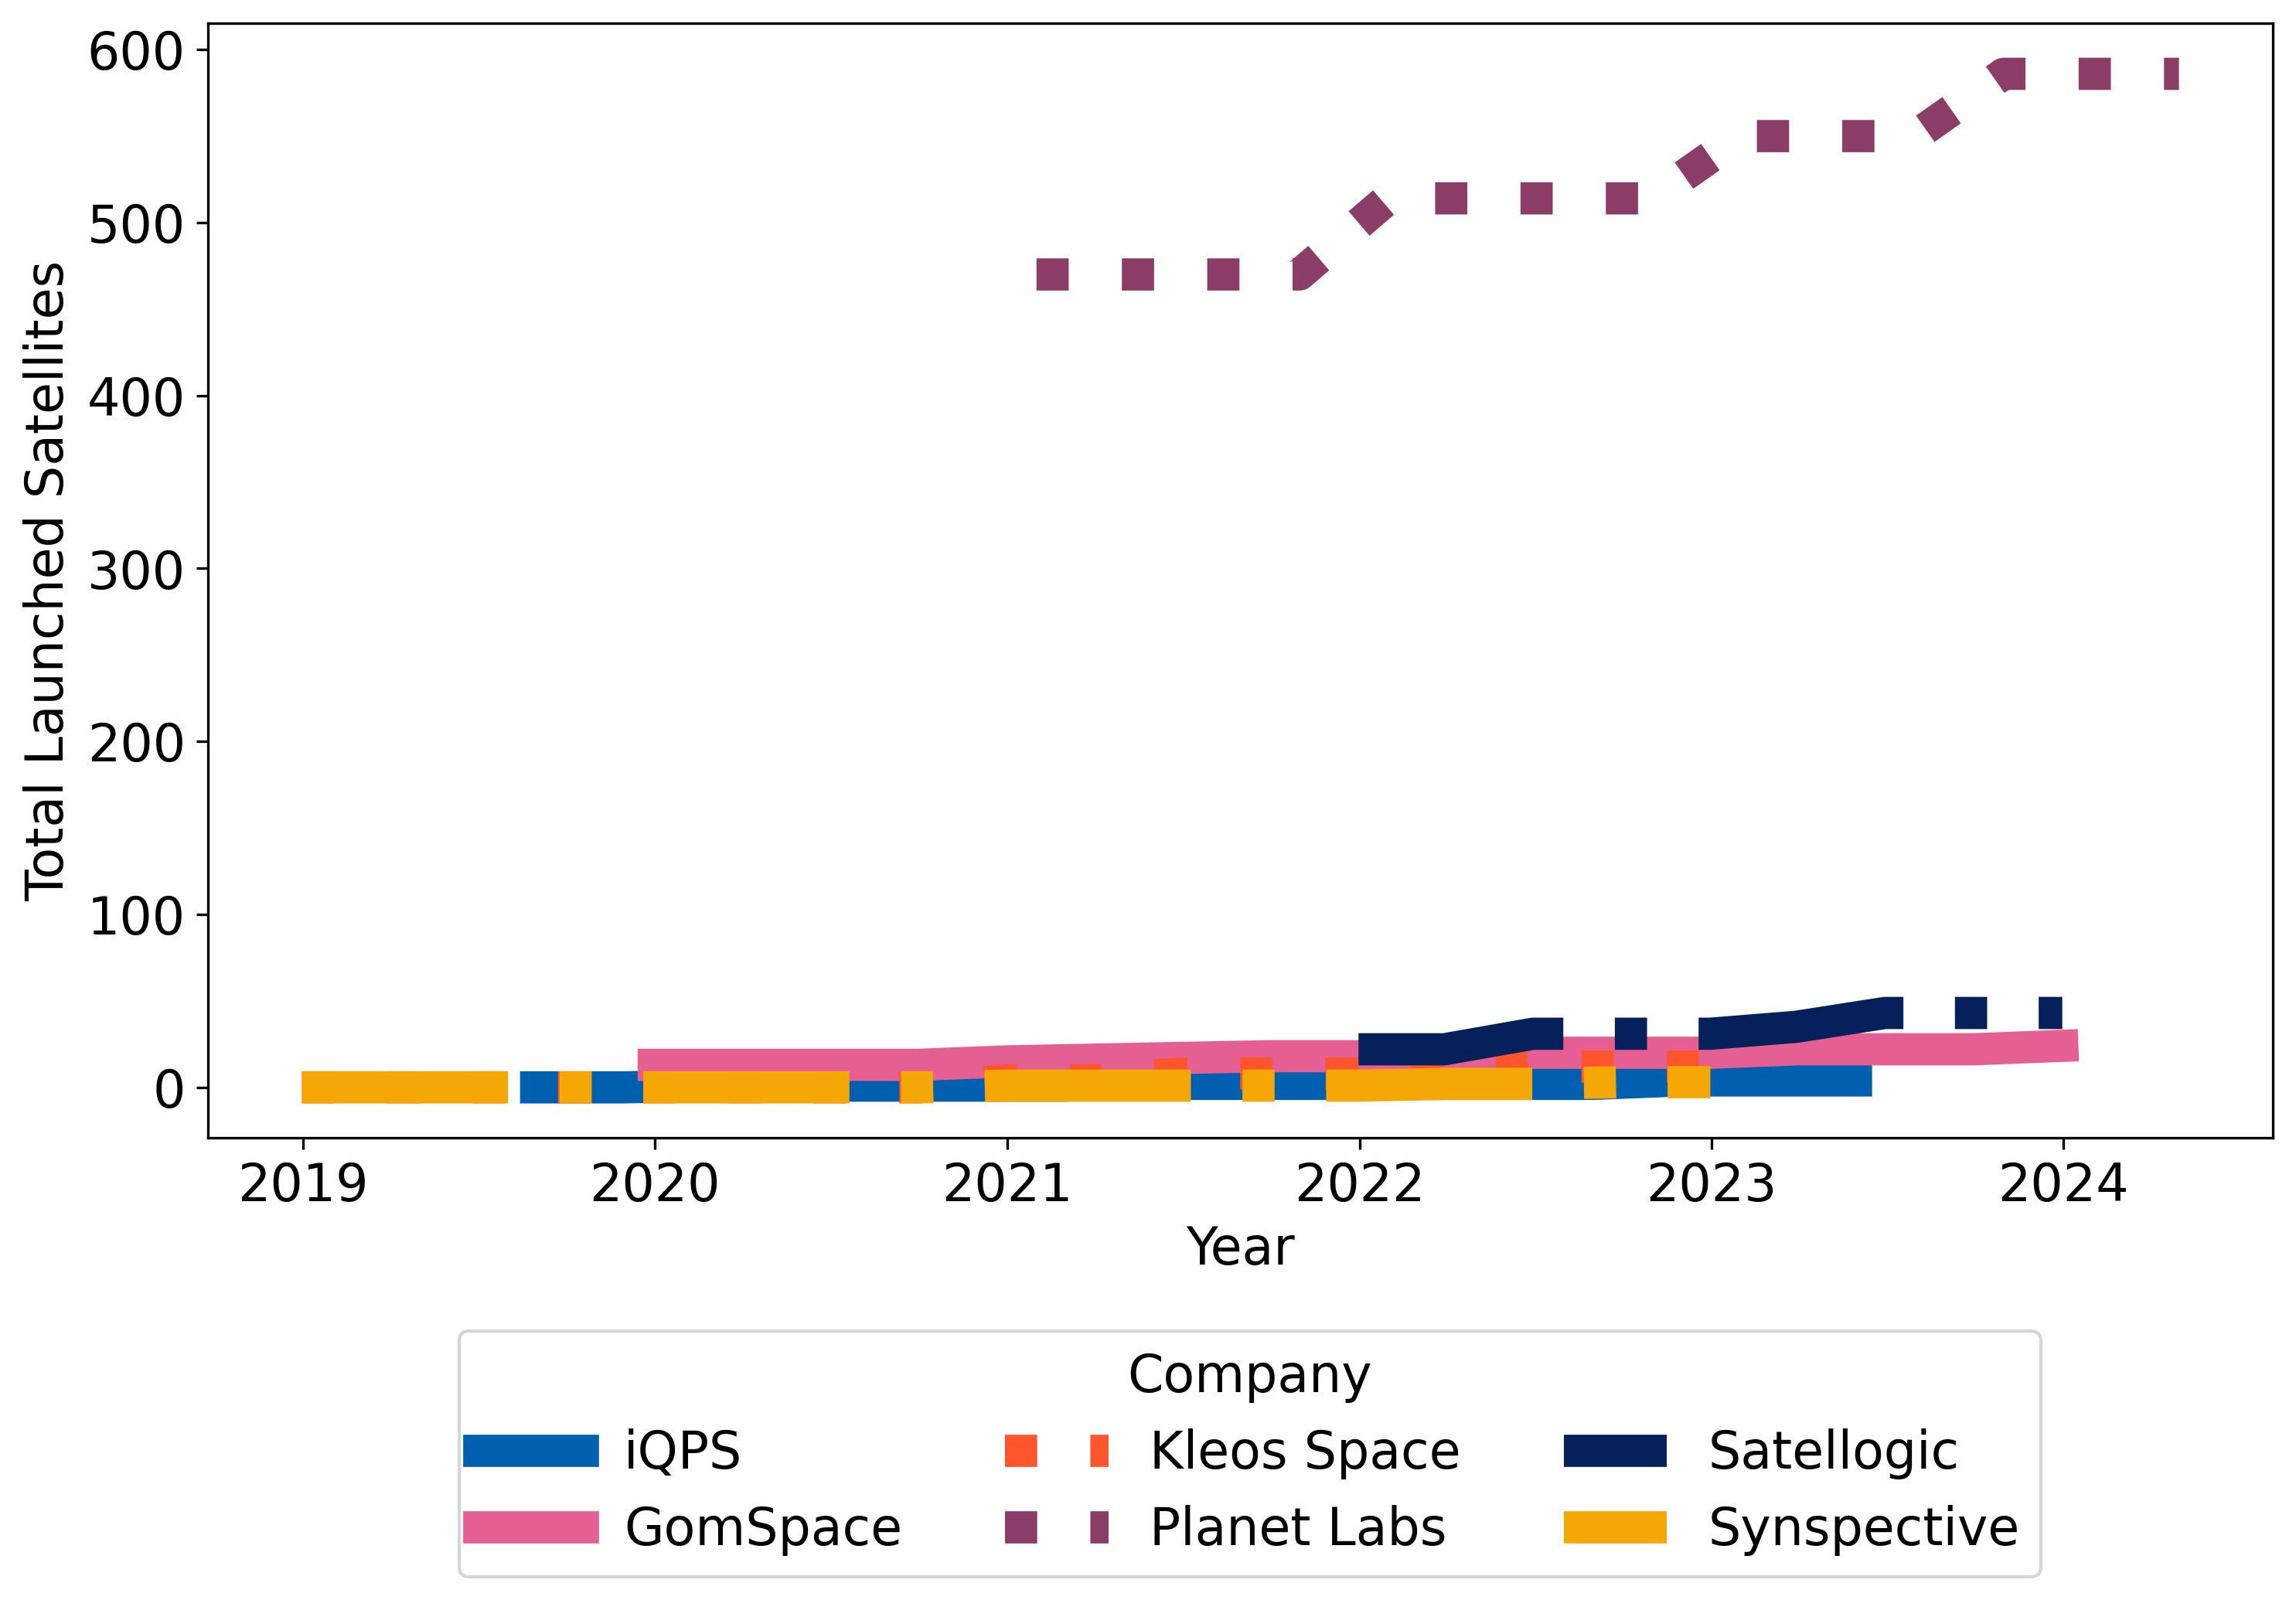 Total Launched Satellites
600
500
400
300
200
100
0
2019 2020 2021 2022 2023 2024
Year
Company
iQPS Kleos Space Satellogic
GomSpace Planet Labs Synspective